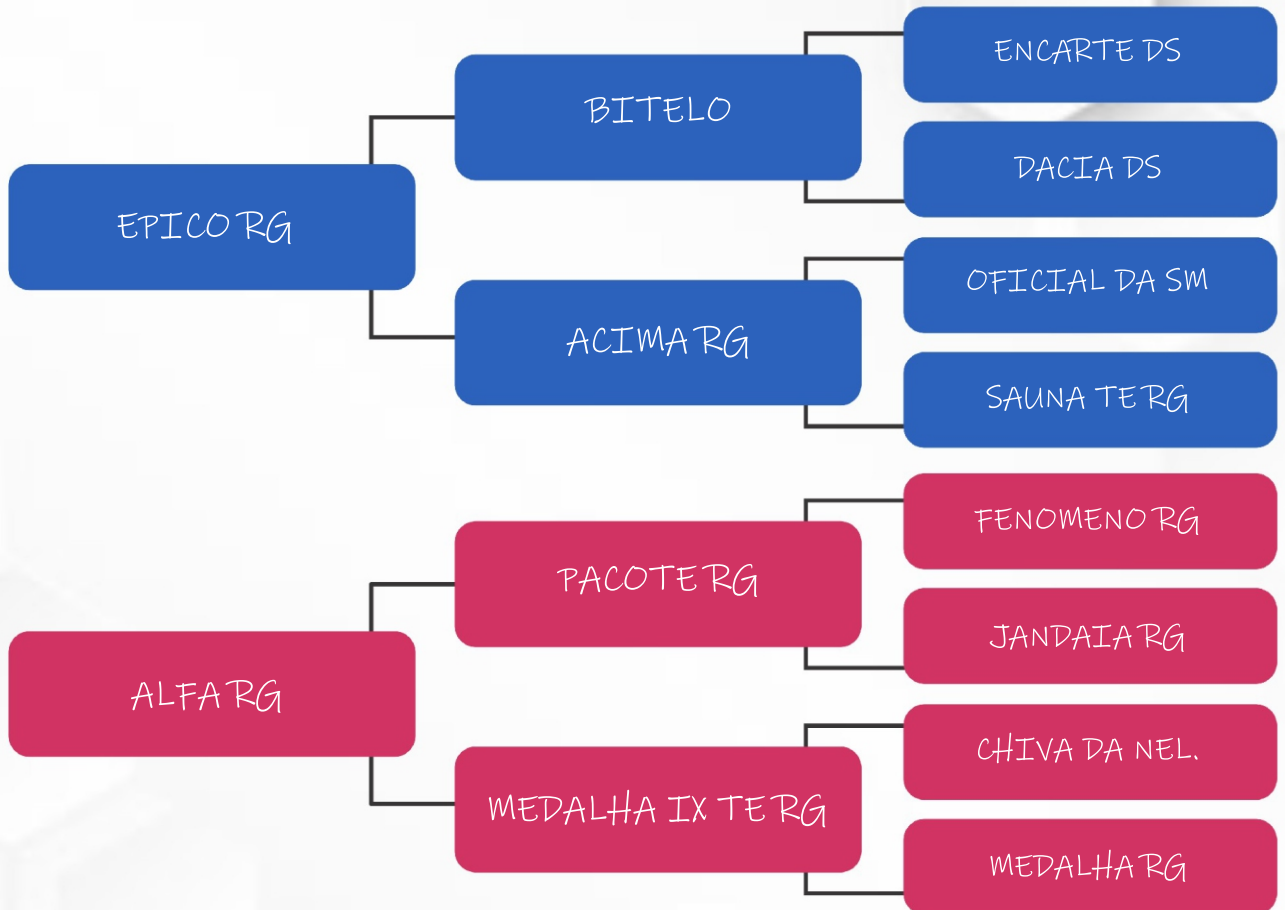 ENCARTE DS
BITELO
DACIA DS
EPICO RG
OFICIAL DA SM
ACIMA RG
SAUNA TE RG
FENOMENO RG
PACOTE RG
JANDAIA RG
ALFA RG
CHIVA DA NEL.
MEDALHA IX TE RG
MEDALHA RG